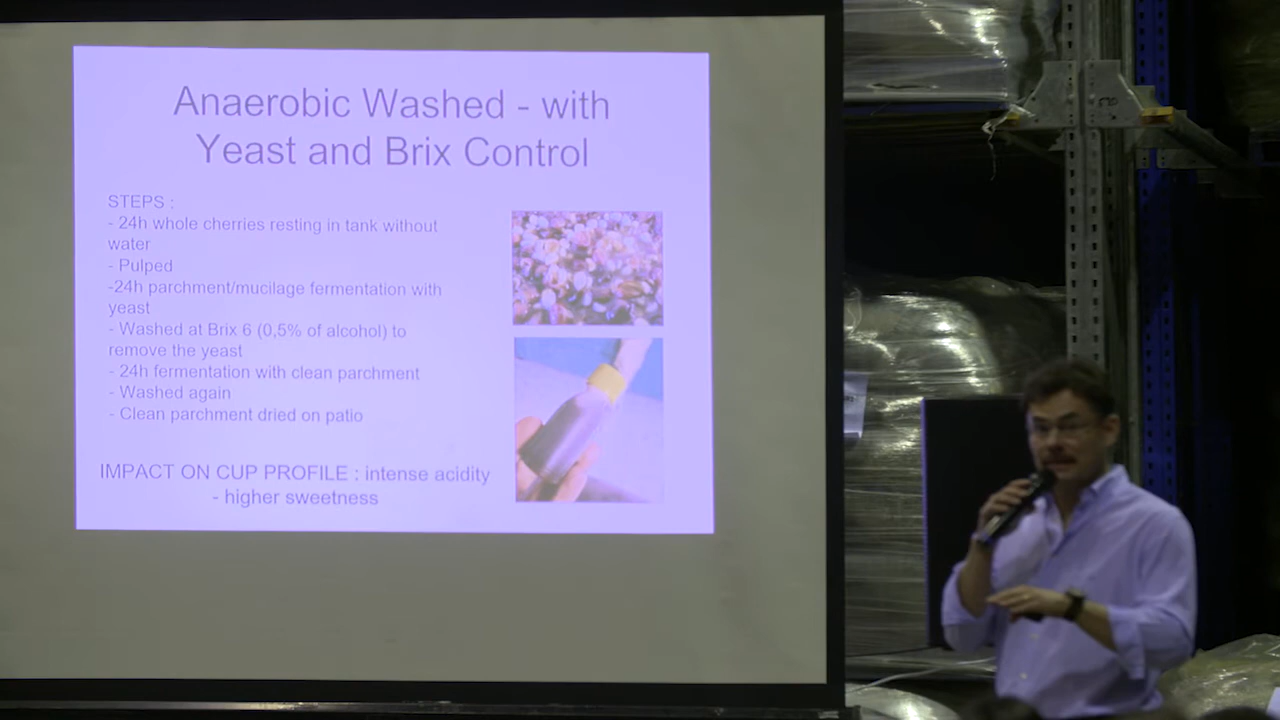 Anaerobic Washed - with
Yeast and Brix Control
STEPS :
- 24h whole cherries resting in tank without
water
- Pulped
-24h parchment/mucilage fermentation with
yeast
- Washed at Brix 6 (0,5% of alcohol) to
remove the yeast
- 24h fermentation with clean parchment
- Washed again
- Clean parchment dried on patio
IMPACT ON CUP PROFILE : intense acidity
- higher sweetness